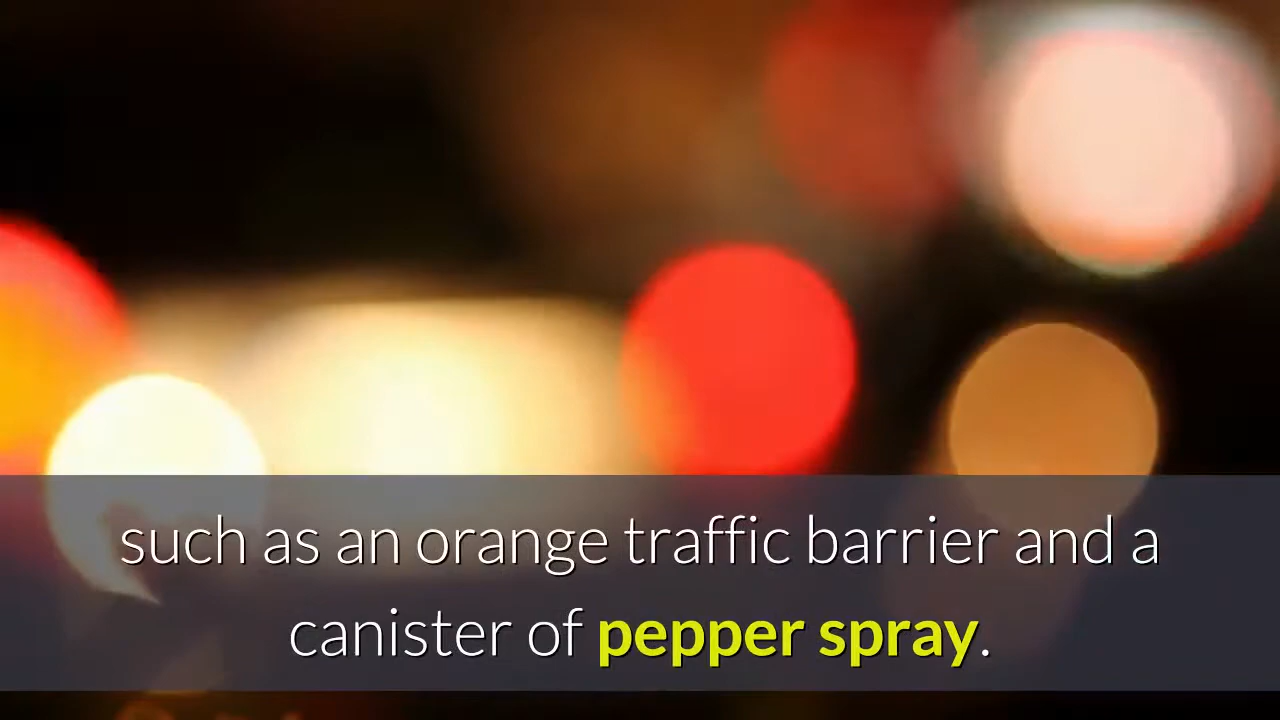 such as an orange traffic barrier and a
canister of pepper spray.